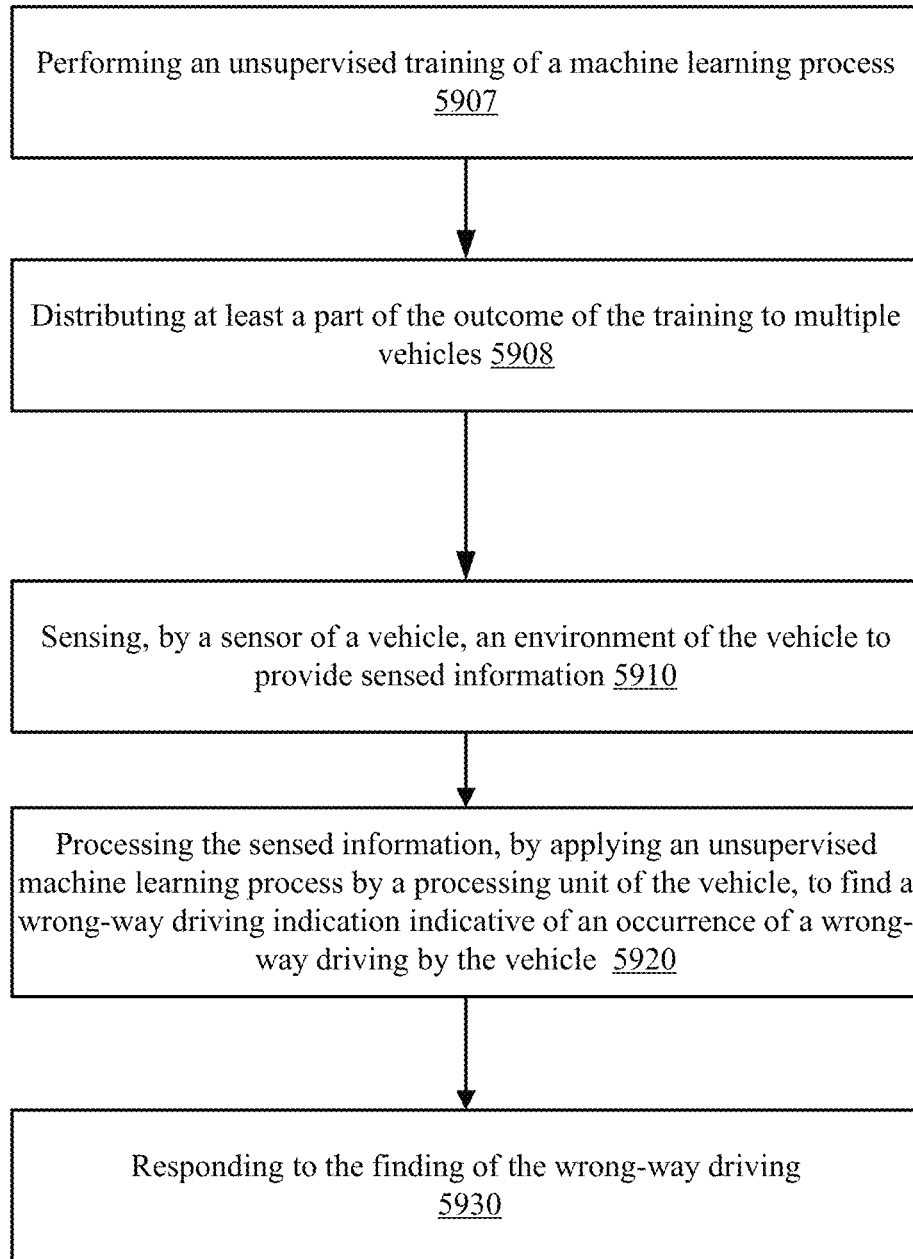 Performing an unsupervised training of a machine learning process
5907
Distributing at least a part of the outcome of the training to multiple
vehicles 5908
Sensing, by a sensor of a vehicle, an environment of the vehicle to
provide sensed information 5910
Processing the sensed information, by applying an unsupervised
machine learning process by a processing unit of the vehicle, to find a
wrong-way driving indication indicative of an occurrence of a wrong-
way driving by the vehicle 5920
Responding to the finding of the wrong-way driving
5930